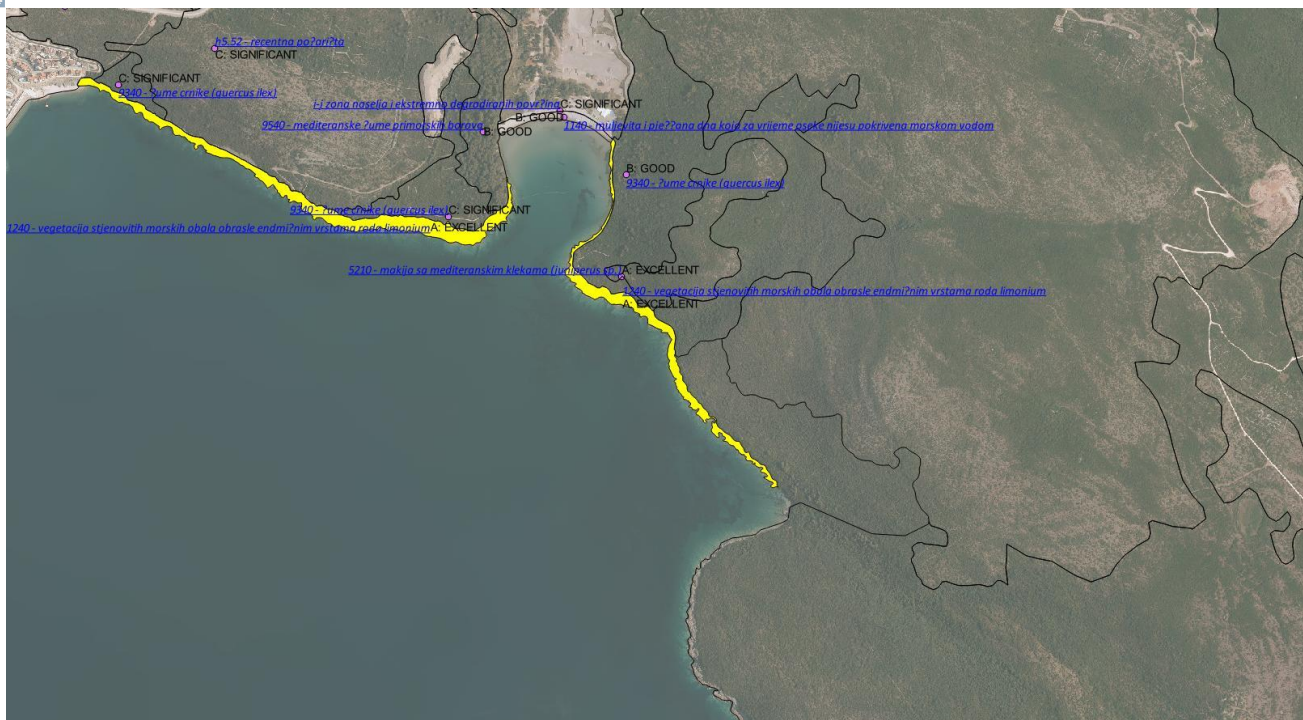 h5.52 - recentna po?ari?ta
C: SIGNIFICANT
C: SIGNIFICANT
9340 - ?ume crnike (quercus ilex)
i-j zona naselja i ekstremno degradiranih povr?ina C: SIGNIFICANT
B: GOOD
9540 - mediteranske ?ume primorskih borova B: GOOD
1140 - muljevita i pje??ana dna koja za vrijeme oseke nijesu pokrivena morskom vodom
B: GOOD
9340 - ?ume crnike (quercus ilex)
9340 - ?ume crnike (quercus ilex) C: SIGNIFICANT
1240 - vegetacija stjenovitih morskih obala obrasle endmi?nim vrstama roda limonium A: EXCELLENT
5210 - makija sa mediteranskim klekama (juniperus sp.) A: EXCELLENT
1240 - vegetacija stjenovitih morskih obala obrasle endmi?nim vrstama roda limonium
A: EXCELLENT